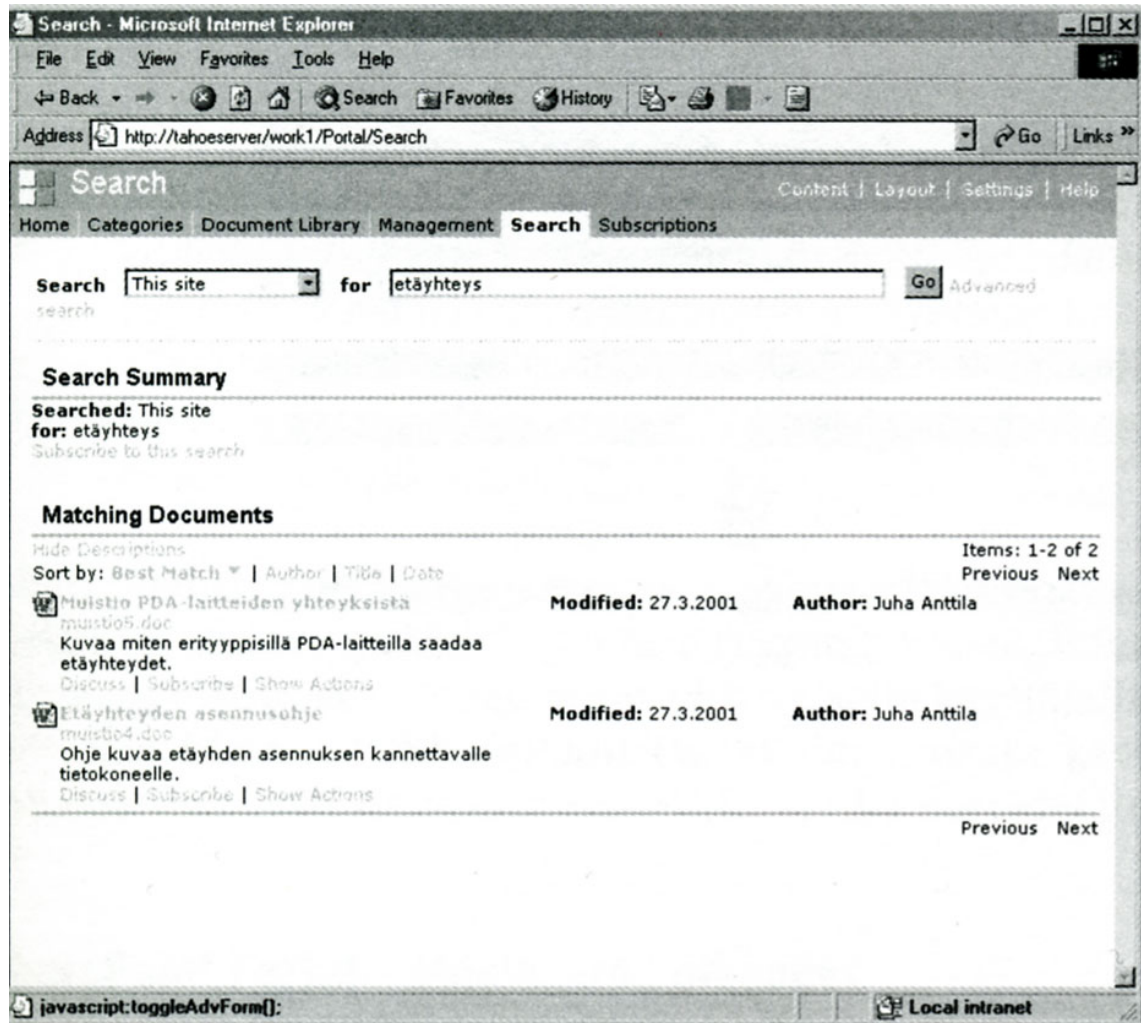 Search - Microsoft Internet Explorer
File Edit View Favorites Tools Help
Back Search Favorites History
Address http://tahoeserver/work1/Portal/Search Go Links »
Search
Content | Layout | Settings | Help
Home Categories Document Library Management Search Subscriptions
Search This site for etäyhteys Go Advanced
search
Search Summary
Searched: This site
for: etäyhteys
Subscribe to this search
Matching Documents
Hide Descriptions Items: 1-2 of 2
Sort by: Best Match | Author | Title | Date Previous Next
Muistio PDA-laitteiden yhteyksistä Modified: 27.3.2001 Author: Juha Anttila
muistio5.doc
Kuvaa miten erityyppisillä PDA-laitteilla saadaa
etäyhteydet.
Discuss | Subscribe | Show Actions
Etäyhteyden asennusohje Modified: 27.3.2001 Author: Juha Anttila
muistio4.doc
Ohje kuvaa etäyhden asennuksen kannettavalle
tietokoneelle.
Discuss | Subscribe | Show Actions
Previous Next
javascript:toggleAdvForm(); Local intranet